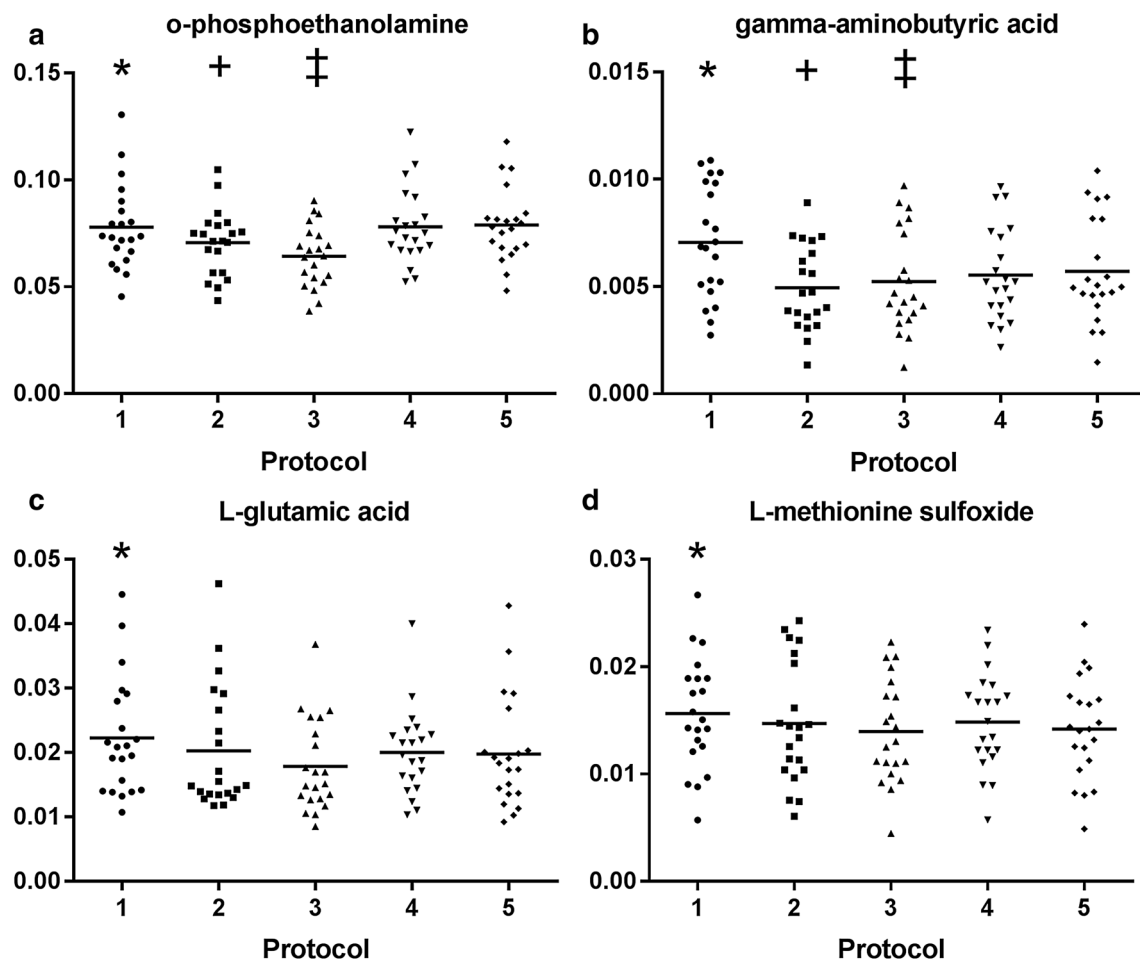 a o-phosphoethanolamine
* + ‡
0.15
0.10
0.05
0.00
1 2 3 4 5
Protocol
b gamma-aminobutyric acid
* + ‡
0.015
0.010
0.005
0.000
1 2 3 4 5
Protocol
c L-glutamic acid
*
0.05
0.04
0.03
0.02
0.01
0.00
1 2 3 4 5
Protocol
d L-methionine sulfoxide
*
0.03
0.02
0.01
0.00
1 2 3 4 5
Protocol